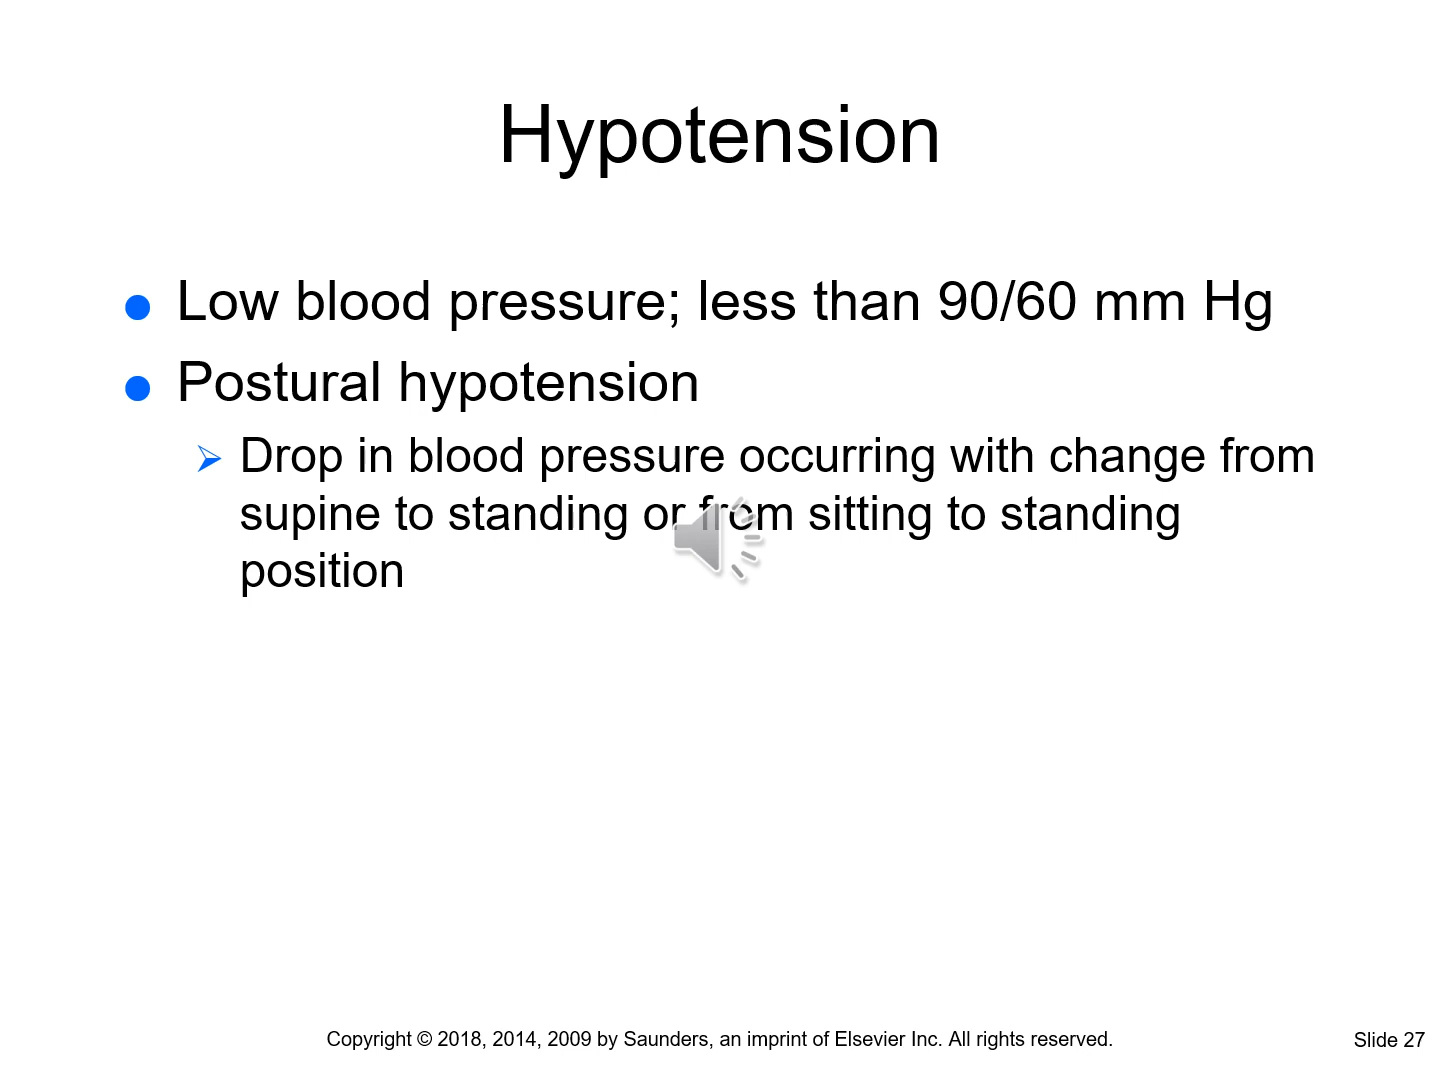 Hypotension
Low blood pressure; less than 90/60 mm Hg
Postural hypotension
Drop in blood pressure occurring with change from
supine to standing or from sitting to standing
position
Copyright © 2018, 2014, 2009 by Saunders, an imprint of Elsevier Inc. All rights reserved.
Slide 27